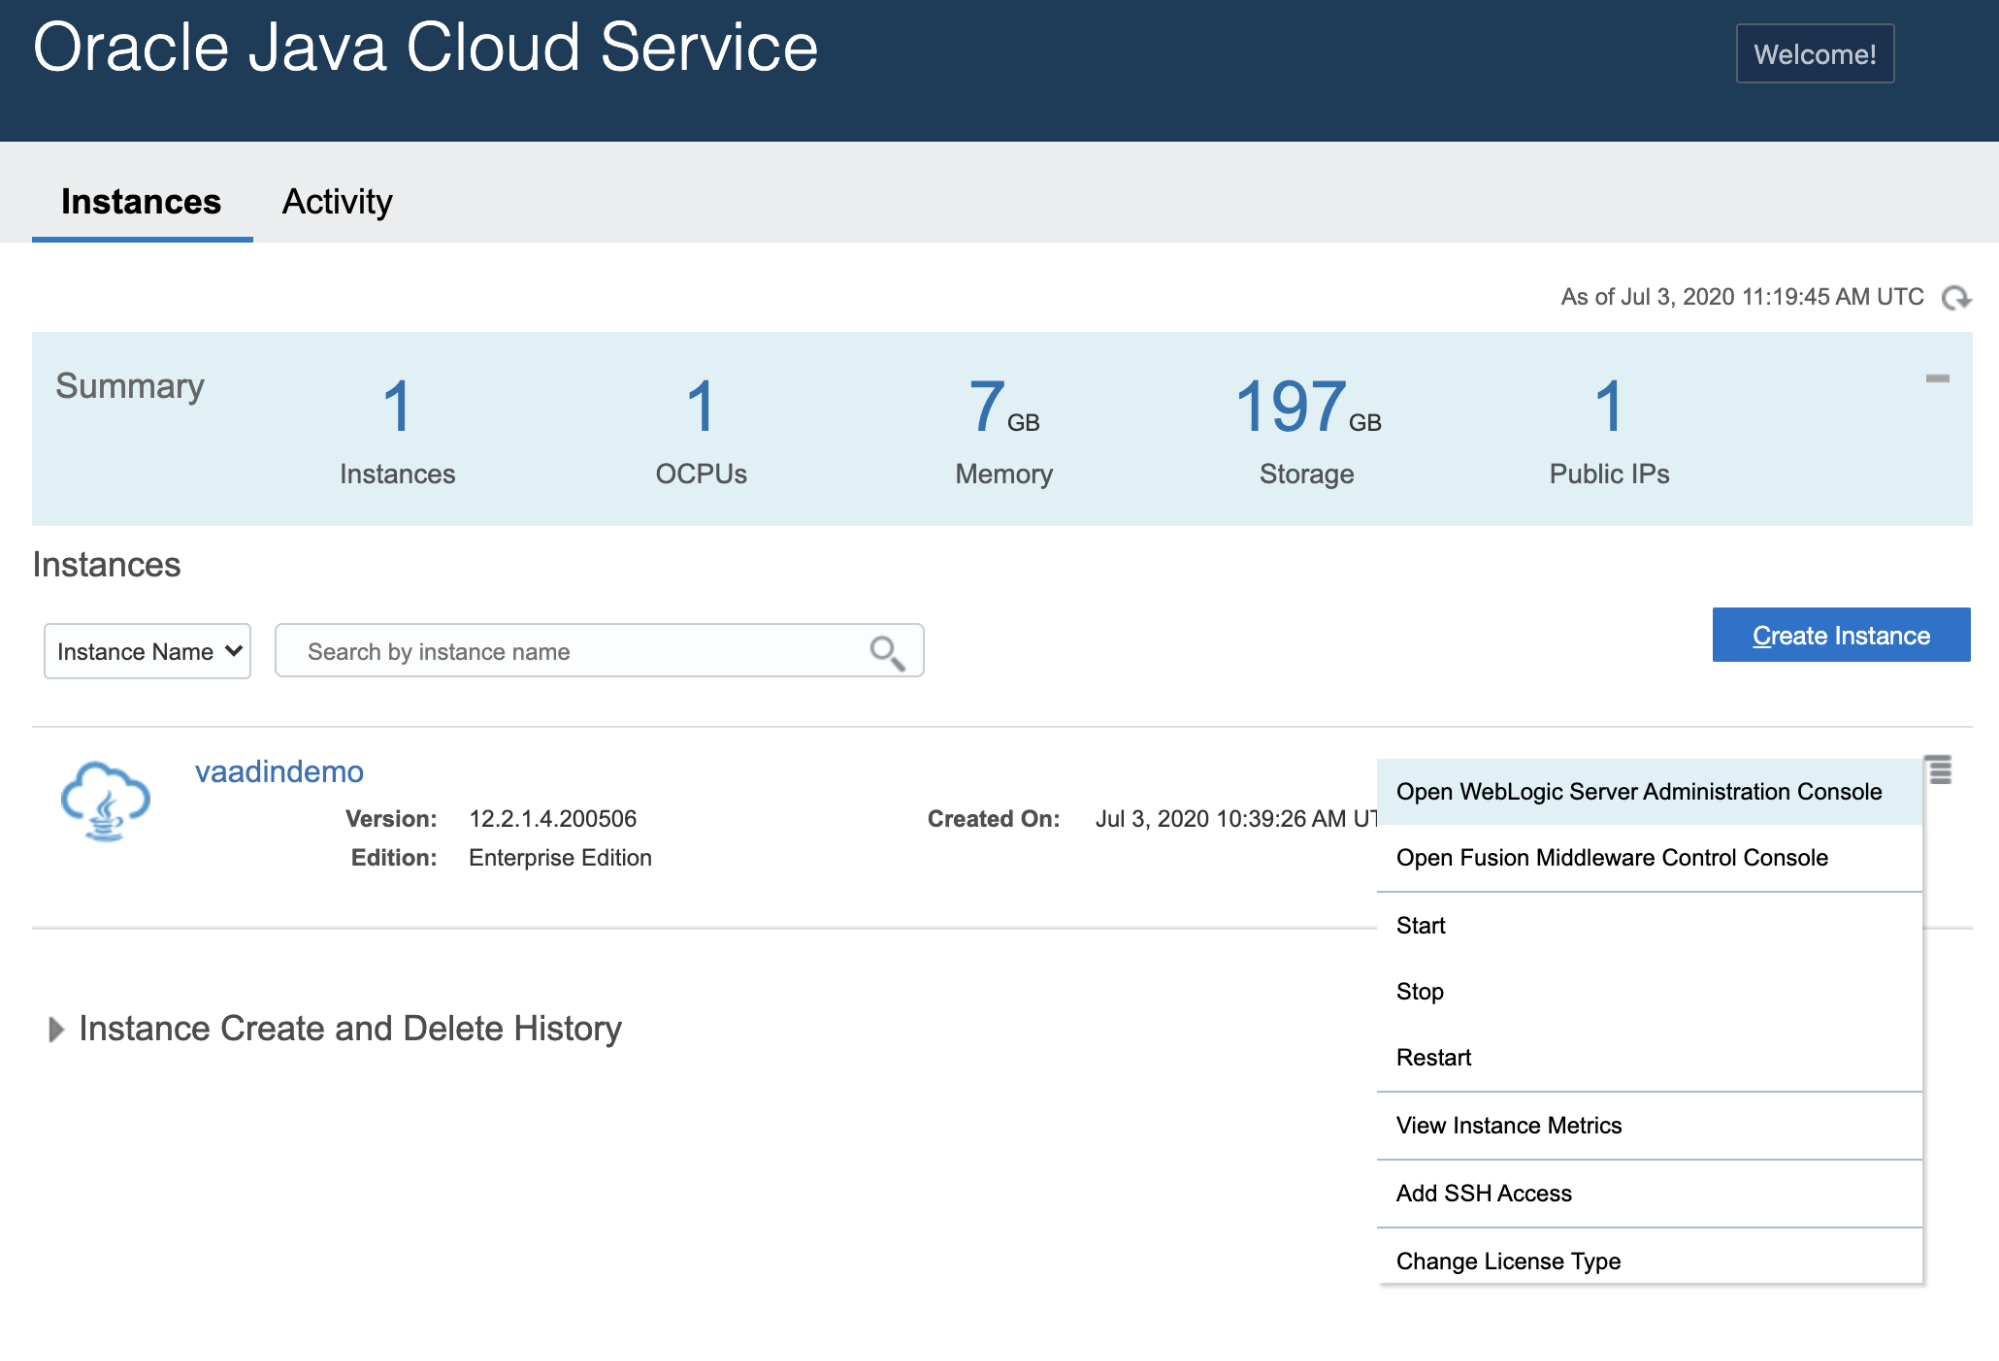 Oracle Java Cloud Service
Welcome!
Instances
Activity
As of Jul 3, 2020 11:19:45 AM UTC
Summary
1
Instances
1
OCPUs
7 GB
Memory
197 GB
Storage
1
Public IPs
Instances
Instance Name
Search by instance name
Create Instance
vaadindemo
Version: 12.2.1.4.200506
Edition: Enterprise Edition
Created On: Jul 3, 2020 10:39:26 AM UT
Open WebLogic Server Administration Console
Open Fusion Middleware Control Console
Start
Stop
Restart
View Instance Metrics
Add SSH Access
Change License Type
Instance Create and Delete History